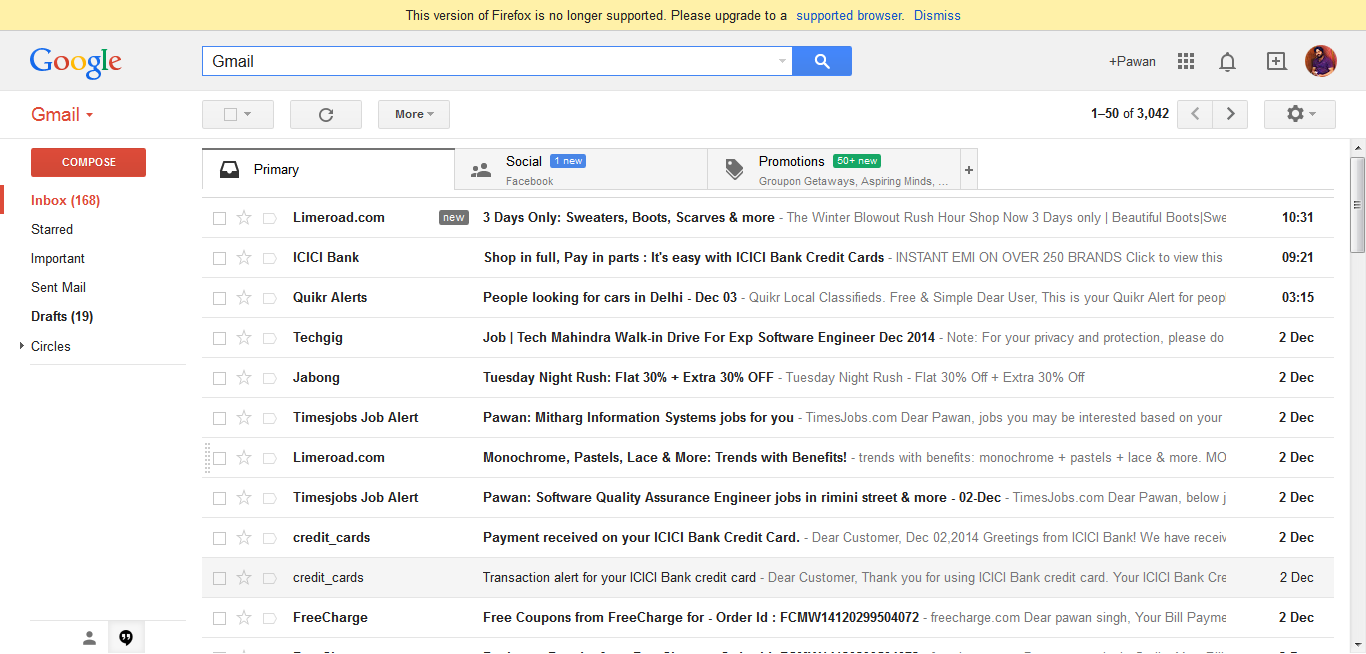 This version of Firefox is no longer supported. Please upgrade to a supported browser. Dismiss
Google
Gmail
+Pawan
Gmail
More
1–50 of 3,042
COMPOSE
Inbox (168)
Starred
Important
Sent Mail
Drafts (19)
Circles
Primary
Social 1 new
Facebook
Promotions 50+ new
Groupon Getaways, Aspiring Minds, ...
+
Limeroad.com new 3 Days Only: Sweaters, Boots, Scarves & more - The Winter Blowout Rush Hour Shop Now 3 Days only | Beautiful Boots|Swe 10:31
ICICI Bank Shop in full, Pay in parts : It's easy with ICICI Bank Credit Cards - INSTANT EMI ON OVER 250 BRANDS Click to view this 09:21
Quikr Alerts People looking for cars in Delhi - Dec 03 - Quikr Local Classifieds. Free & Simple Dear User, This is your Quikr Alert for peop 03:15
Techgig Job | Tech Mahindra Walk-in Drive For Exp Software Engineer Dec 2014 - Note: For your privacy and protection, please do 2 Dec
Jabong Tuesday Night Rush: Flat 30% + Extra 30% OFF - Tuesday Night Rush - Flat 30% Off + Extra 30% Off 2 Dec
Timesjobs Job Alert Pawan: Mitharg Information Systems jobs for you - TimesJobs.com Dear Pawan, jobs you may be interested based on your 2 Dec
Limeroad.com Monochrome, Pastels, Lace & More: Trends with Benefits! - trends with benefits: monochrome + pastels + lace & more. MO 2 Dec
Timesjobs Job Alert Pawan: Software Quality Assurance Engineer jobs in rimini street & more - 02-Dec - TimesJobs.com Dear Pawan, below j 2 Dec
credit_cards Payment received on your ICICI Bank Credit Card. - Dear Customer, Dec 02,2014 Greetings from ICICI Bank! We have receiv 2 Dec
credit_cards Transaction alert for your ICICI Bank credit card - Dear Customer, Thank you for using ICICI Bank credit card. Your ICICI Bank Cre 2 Dec
FreeCharge Free Coupons from FreeCharge for - Order Id : FCMW14120299504072 - freecharge.com Dear pawan singh, Your Bill Payme 2 Dec